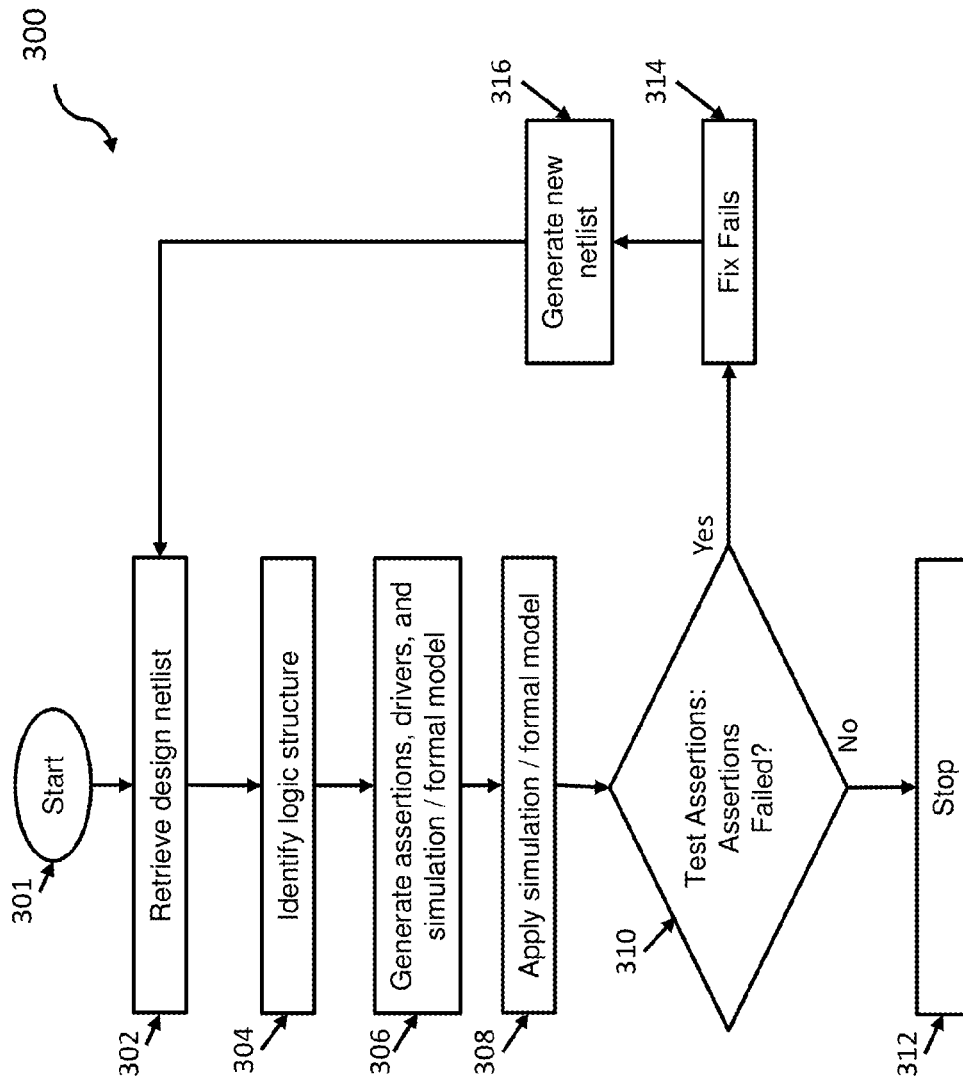 300
Start
301
Retrieve design netlist
302
Identify logic structure
304
Generate assertions, drivers, and
simulation / formal model
306
Apply simulation / formal model
308
Test Assertions:
Assertions
Failed?
310
Yes
No
Stop
312
Fix Fails
314
Generate new
netlist
316